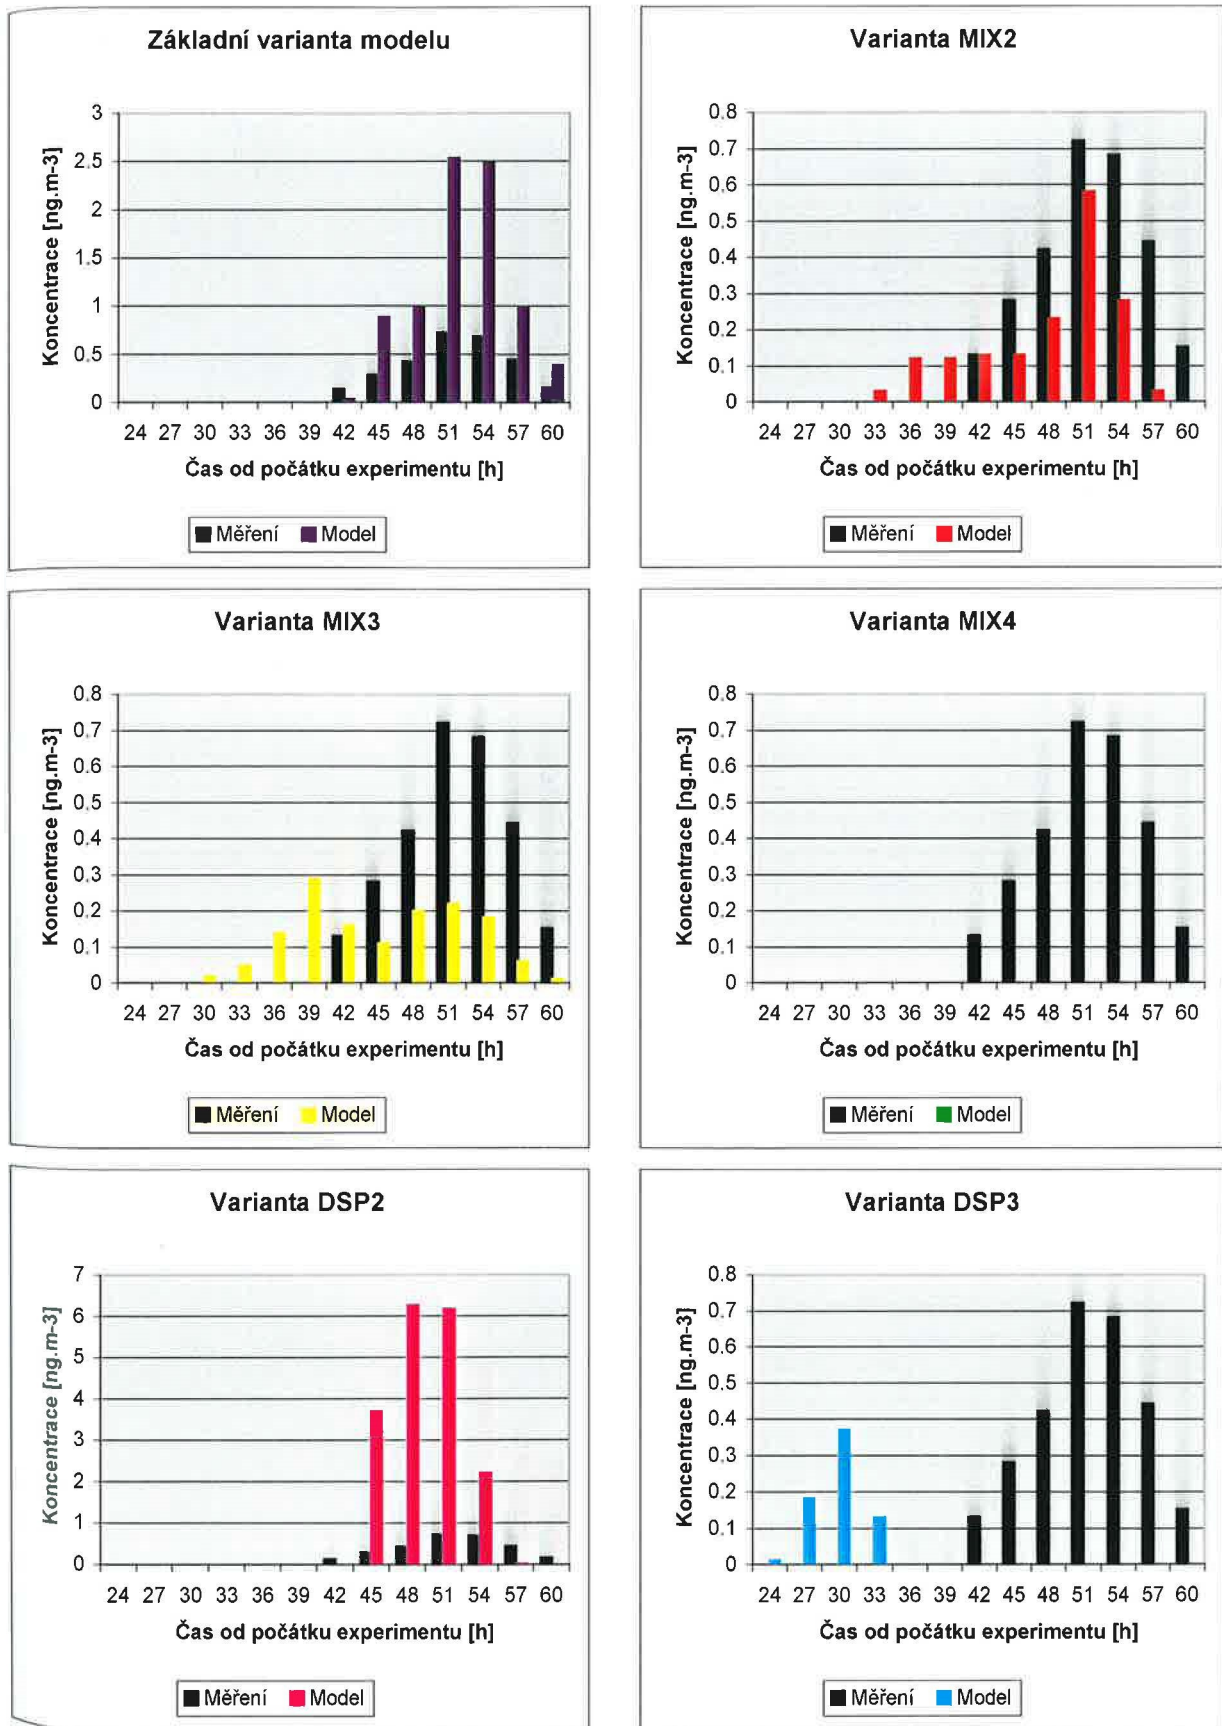 Základní varianta modelu
Koncentrace [ng.m-3]
3
2.5
2
1.5
1
0.5
0
24 27 30 33 36 39 42 45 48 51 54 57 60
Čas od počátku experimentu [h]
Měření Model
Varianta MIX2
Koncentrace [ng.m-3]
0.8
0.7
0.6
0.5
0.4
0.3
0.2
0.1
0
24 27 30 33 36 39 42 45 48 51 54 57 60
Čas od počátku experimentu [h]
Měření Model
Varianta MIX3
Koncentrace [ng.m-3]
0.8
0.7
0.6
0.5
0.4
0.3
0.2
0.1
0
24 27 30 33 36 39 42 45 48 51 54 57 60
Čas od počátku experimentu [h]
Měření Model
Varianta MIX4
Koncentrace [ng.m-3]
0.8
0.7
0.6
0.5
0.4
0.3
0.2
0.1
0
24 27 30 33 36 39 42 45 48 51 54 57 60
Čas od počátku experimentu [h]
Měření Model
Varianta DSP2
Koncentrace [ng.m-3]
7
6
5
4
3
2
1
0
24 27 30 33 36 39 42 45 48 51 54 57 60
Čas od počátku experimentu [h]
Měření Model
Varianta DSP3
Koncentrace [ng.m-3]
0.8
0.7
0.6
0.5
0.4
0.3
0.2
0.1
0
24 27 30 33 36 39 42 45 48 51 54 57 60
Čas od počátku experimentu [h]
Měření Model